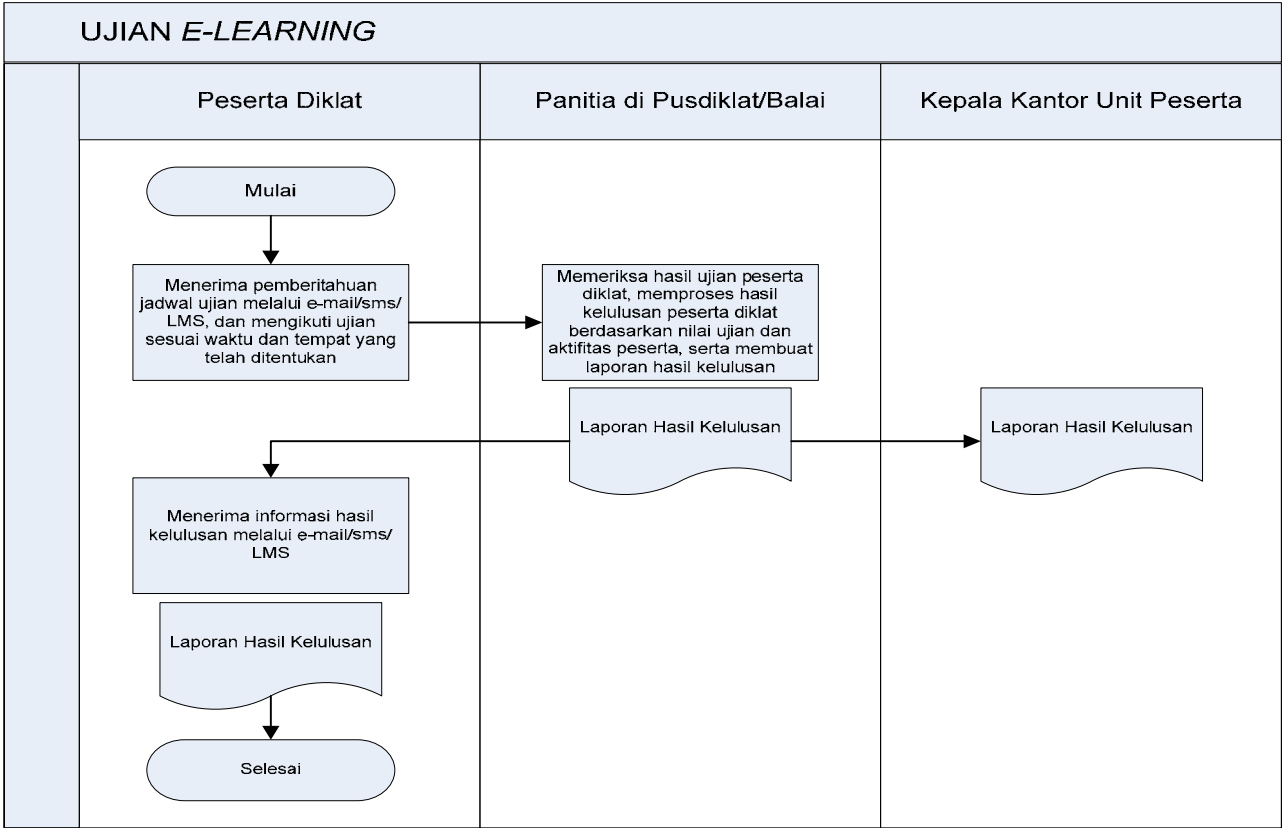 UJIAN E-LEARNING
Peserta Diklat
Panitia di Pusdiklat/Balai
Kepala Kantor Unit Peserta
Mulai
Menerima pemberitahuan
jadwal ujian melalui e-mail/sms/
LMS, dan mengikuti ujian
sesuai waktu dan tempat yang
telah ditentukan
Memeriksa hasil ujian peserta
diklat, memproses hasil
kelulusan peserta diklat
berdasarkan nilai ujian dan
aktifitas peserta, serta membuat
laporan hasil kelulusan
Laporan Hasil Kelulusan
Laporan Hasil Kelulusan
Menerima informasi hasil
kelulusan melalui e-mail/sms/
LMS
Laporan Hasil Kelulusan
Selesai